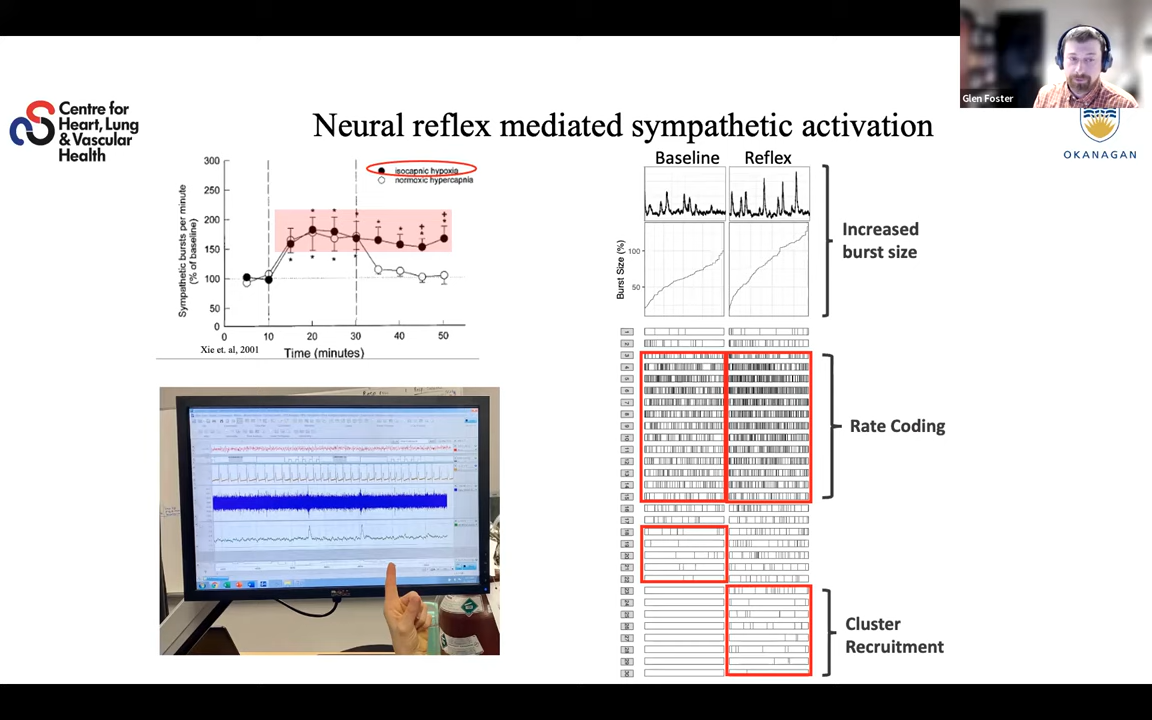 Glen Foster
Centre for
Heart, Lung
& Vascular
Health
Neural reflex mediated sympathetic activation
OKANAGAN
300
250
200
150
100
50
0
Sympathetic bursts per minute
(% of baseline)
isocapnic hypoxia
normoxic hypercapnia
0
10
20
30
40
50
Xie et. al, 2001
Time (minutes)
Baseline
Reflex
Burst Size (%)
100
50
Increased
burst size
Rate Coding
Cluster
Recruitment